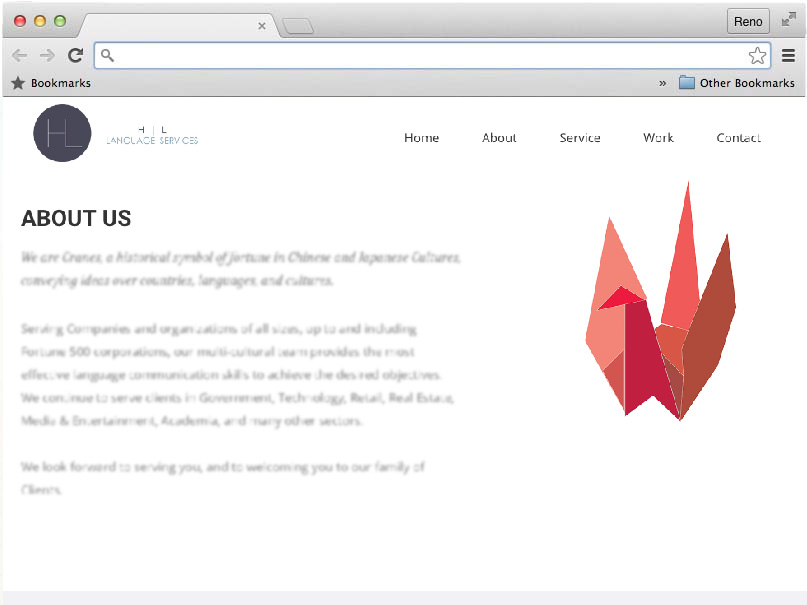 Reno
Bookmarks
» Other Bookmarks
HL
H | L
LANGUAGE SERVICES
Home About Service Work Contact
ABOUT US
We are Cranes, a historical symbol of fortune in Chinese and Japanese Cultures,
conveying ideas over countries, languages, and cultures.
Serving Companies and organizations of all sizes, up to and including
Fortune 500 corporations, our multi-cultural team provides the most
effective language communication skills to achieve the desired objectives.
We continue to serve clients in Government, Technology, Retail, Real Estate,
Media & Entertainment, Academia, and many other sectors.
We look forward to serving you, and to welcoming you to our family of
Clients.